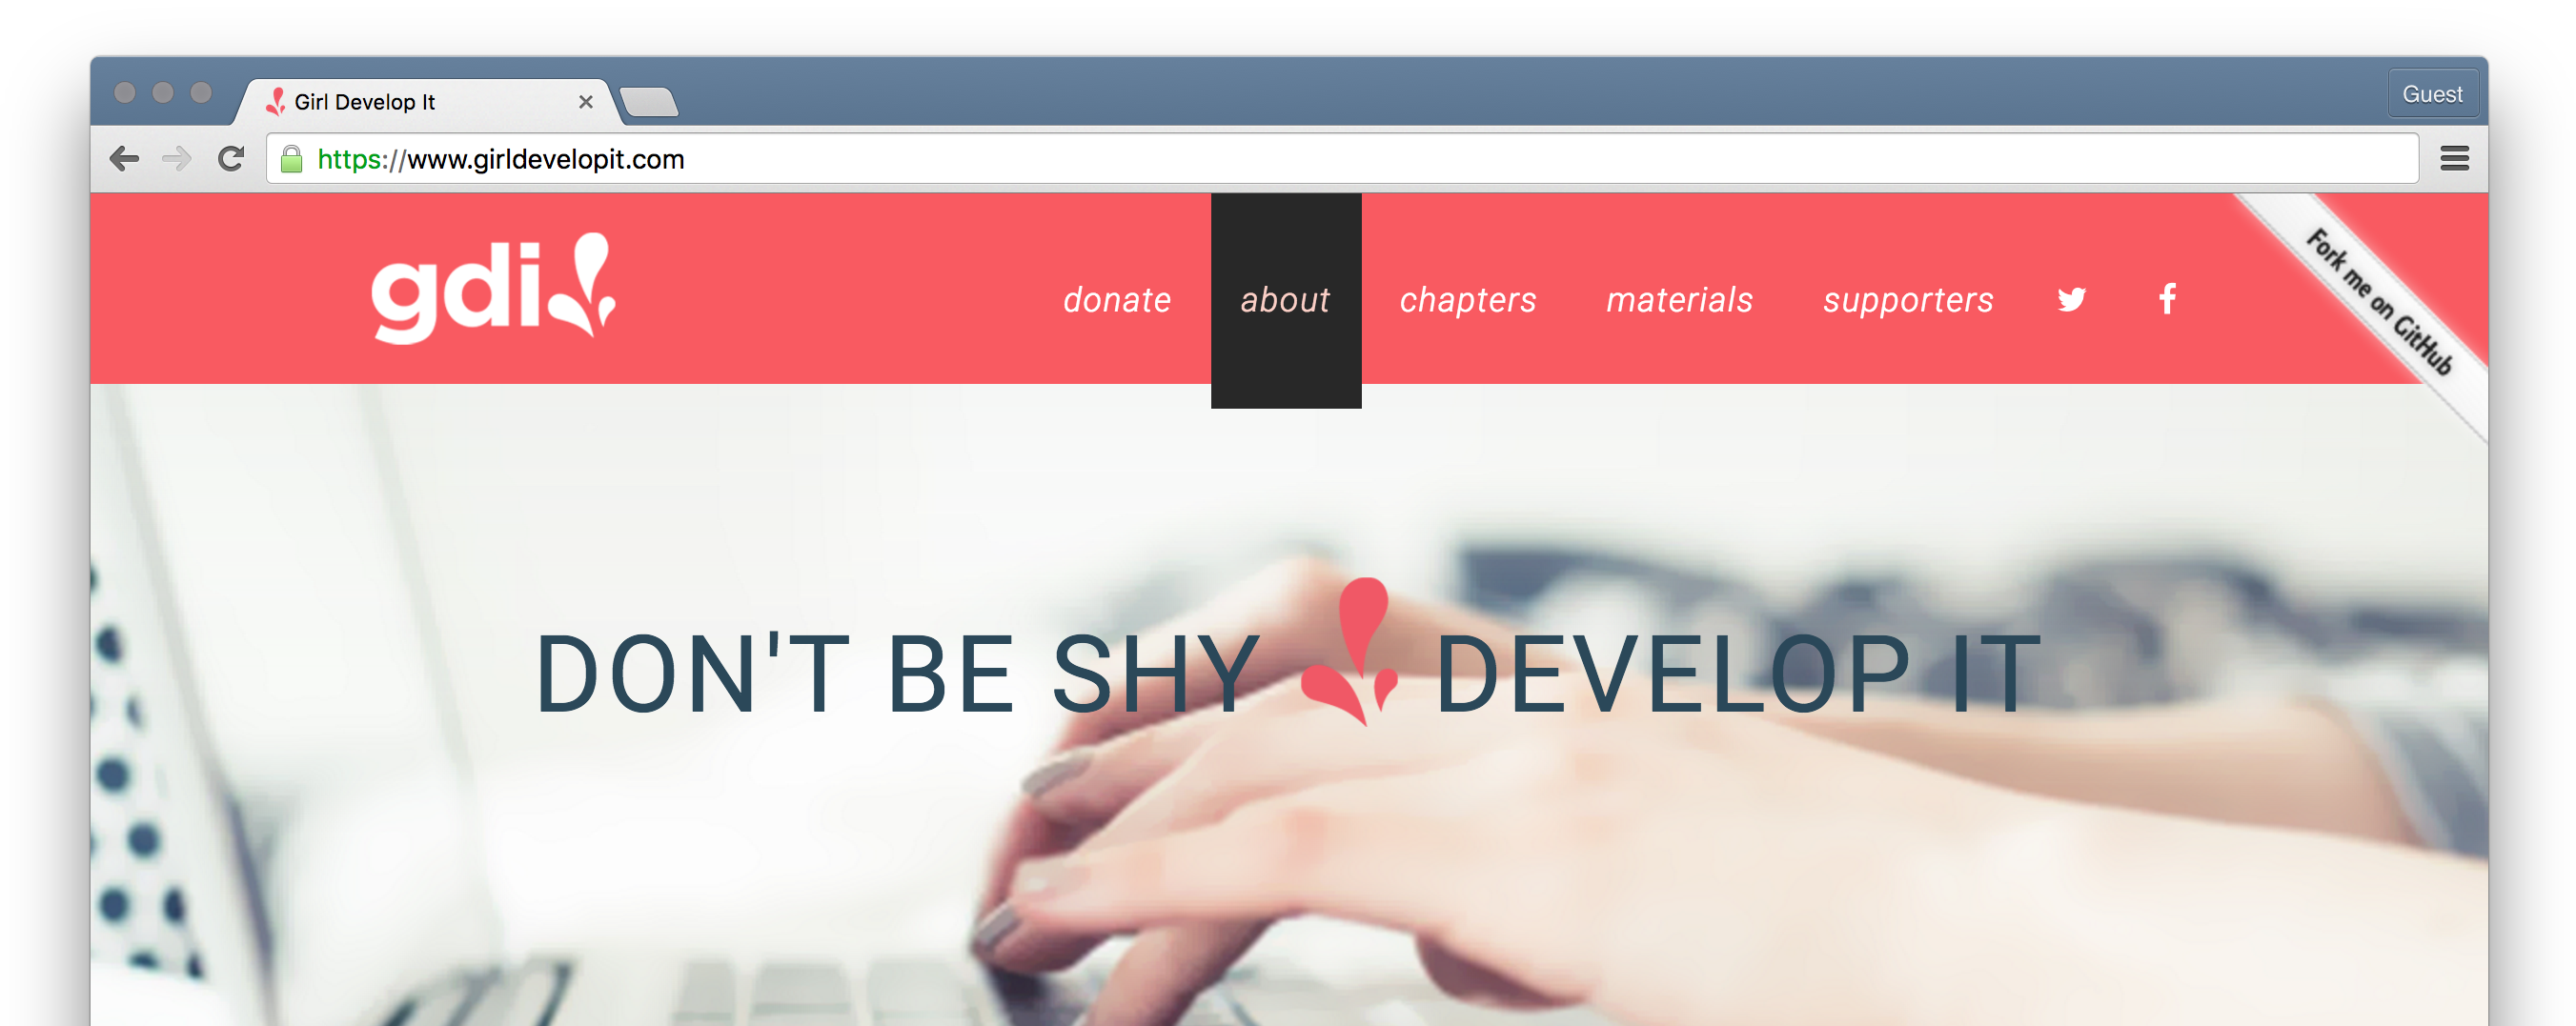 Girl Develop It
Guest
https://www.girldevelopit.com
gdi
donate
about
chapters
materials
supporters
Fork me on GitHub
DON'T BE SHY DEVELOP IT